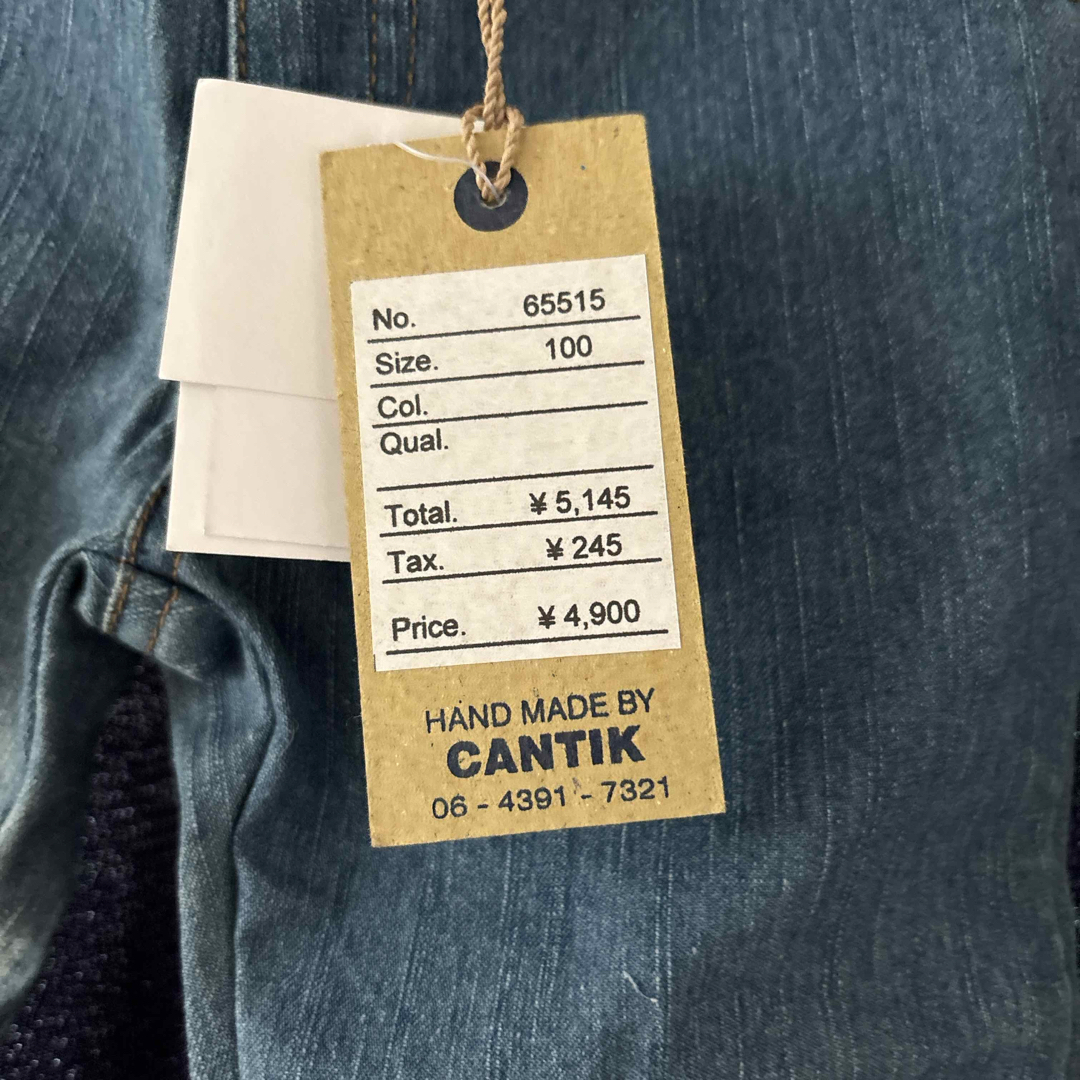 No. 65515
Size. 100
Col.
Qual.
Total. ¥ 5,145
Tax. ¥ 245
Price. ¥ 4,900
HAND MADE BY
CANTIK
06 - 4391 - 7321